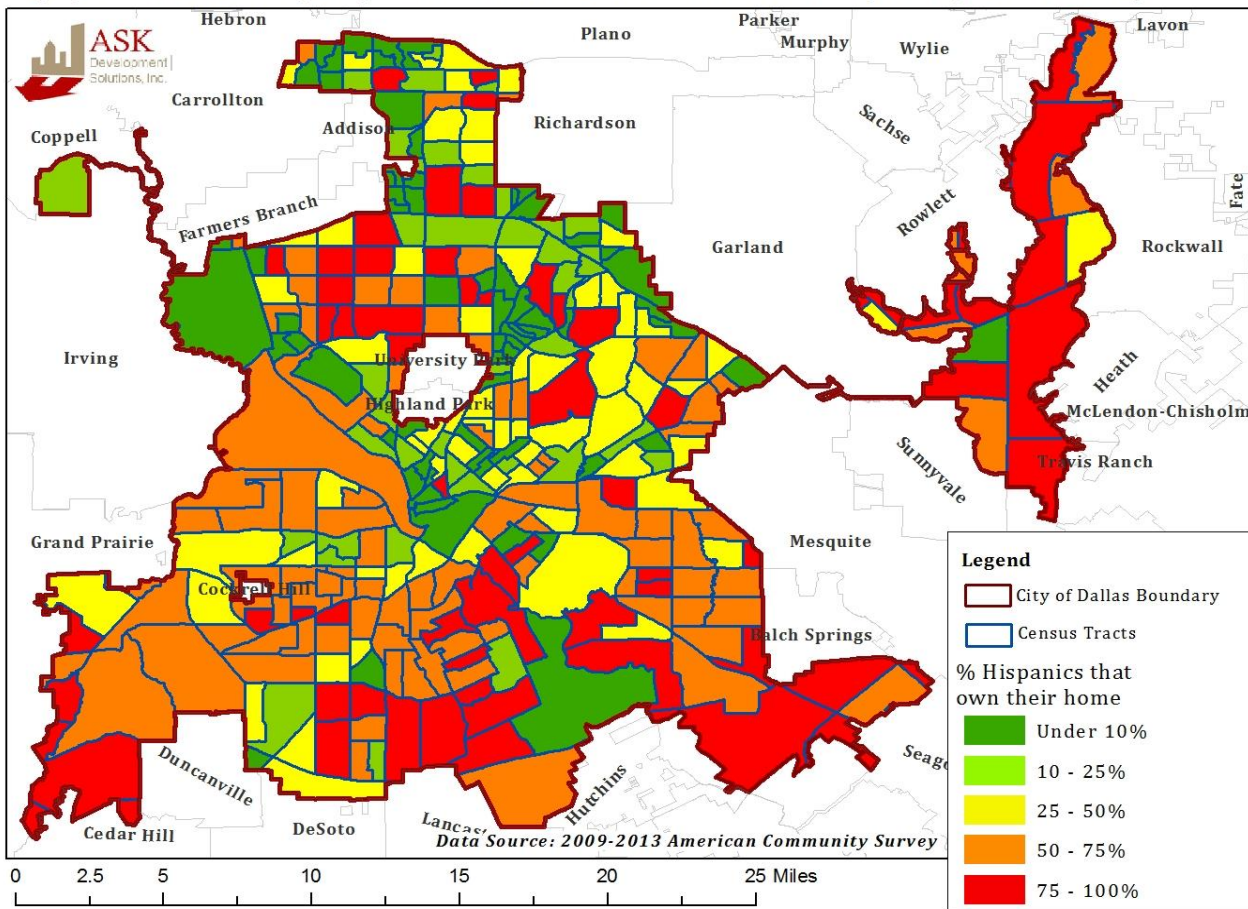 Hebron
Parker
Lavon
Plano
Murphy
Wylie
ASK
Development
Solutions, Inc.
Carrollton
Sachse
Addison
Richardson
Coppell
Farmers Branch
Rowlett
Fate
Garland
Rockwall
Irving
University Park
Heath
Highland Park
McLendon-Chisholm
Sunnyvale
Travis Ranch
Grand Prairie
Mesquite
Cockrell Hill
Balch Springs
Duncanville
Seago
Hutchins
Cedar Hill
DeSoto
Lancas
Data Source: 2009-2013 American Community Survey
Legend
City of Dallas Boundary
Census Tracts
% Hispanics that
own their home
Under 10%
10 - 25%
25 - 50%
50 - 75%
75 - 100%
0 2.5 5 10 15 20 25 Miles